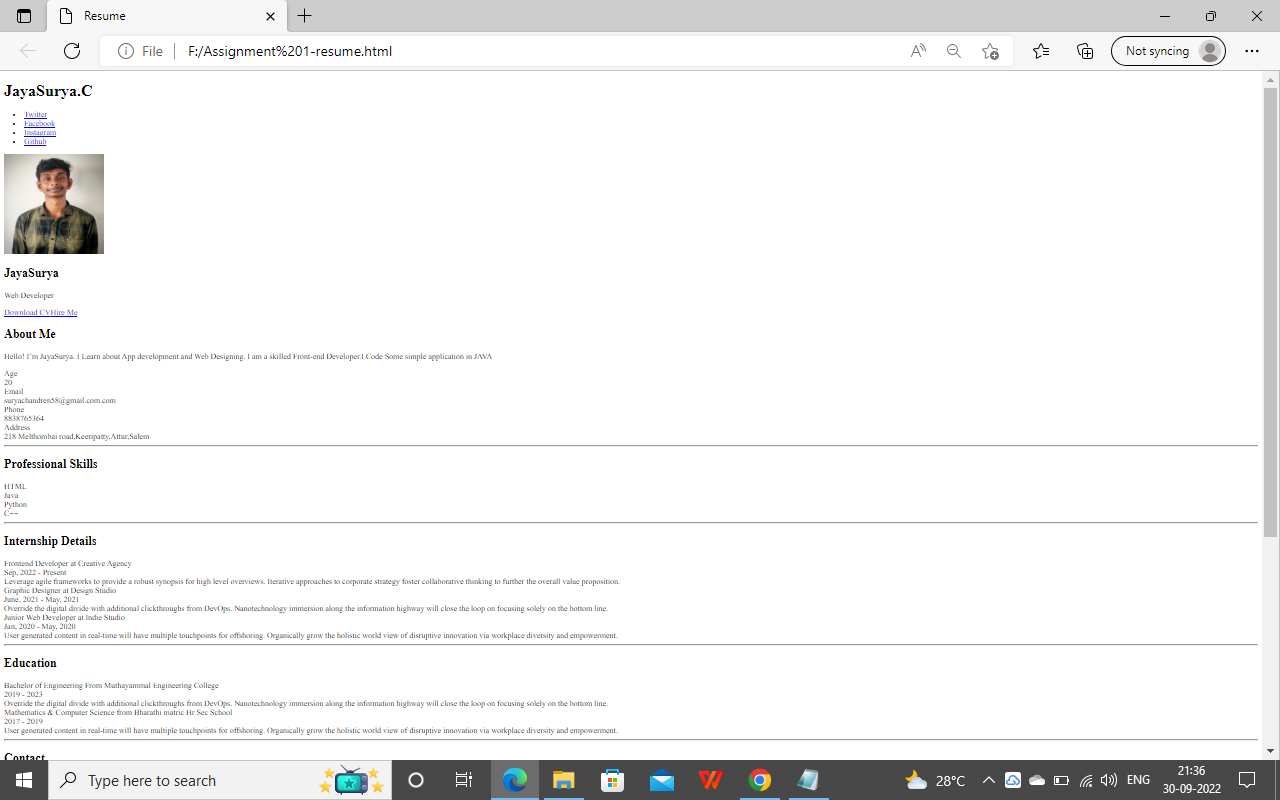 Resume
File
F:/Assignment%201-resume.html
Not syncing
JayaSurya.C
Twitter
Facebook
Instagram
Github
JayaSurya
Web Developer
Download CVHire Me
About Me
Hello! I'm JayaSurya. I Learn about App development and Web Designing. I am a skilled Front-end Developer.I Code Some simple application in JAVA
Age
20
Email
suryachandren58@gmail.com.com
Phone
8838765364
Address
218 Melthombai road,Keeripatty,Attur,Salem
Professional Skills
HTML
Java
Python
C++
Internship Details
Frontend Developer at Creative Agency
Sep, 2022 - Present
Leverage agile frameworks to provide a robust synopsis for high level overviews. Iterative approaches to corporate strategy foster collaborative thinking to further the overall value proposition.
Graphic Designer at Design Studio
June, 2021 - May, 2021
Override the digital divide with additional clickthroughs from DevOps. Nanotechnology immersion along the information highway will close the loop on focusing solely on the bottom line.
Junior Web Developer at Indie Studio
Jan, 2020 - May, 2020
User generated content in real-time will have multiple touchpoints for offshoring. Organically grow the holistic world view of disruptive innovation via workplace diversity and empowerment.
Education
Bachelor of Engineering From Muthayammal Engineering College
2019 - 2023
Override the digital divide with additional clickthroughs from DevOps. Nanotechnology immersion along the information highway will close the loop on focusing solely on the bottom line.
Mathematics & Computer Science from Bharathi matric Hr Sec School
2017 - 2019
User generated content in real-time will have multiple touchpoints for offshoring. Organically grow the holistic world view of disruptive innovation via workplace diversity and empowerment.
Contact
Type here to search
28°C
ENG
21:36
30-09-2022